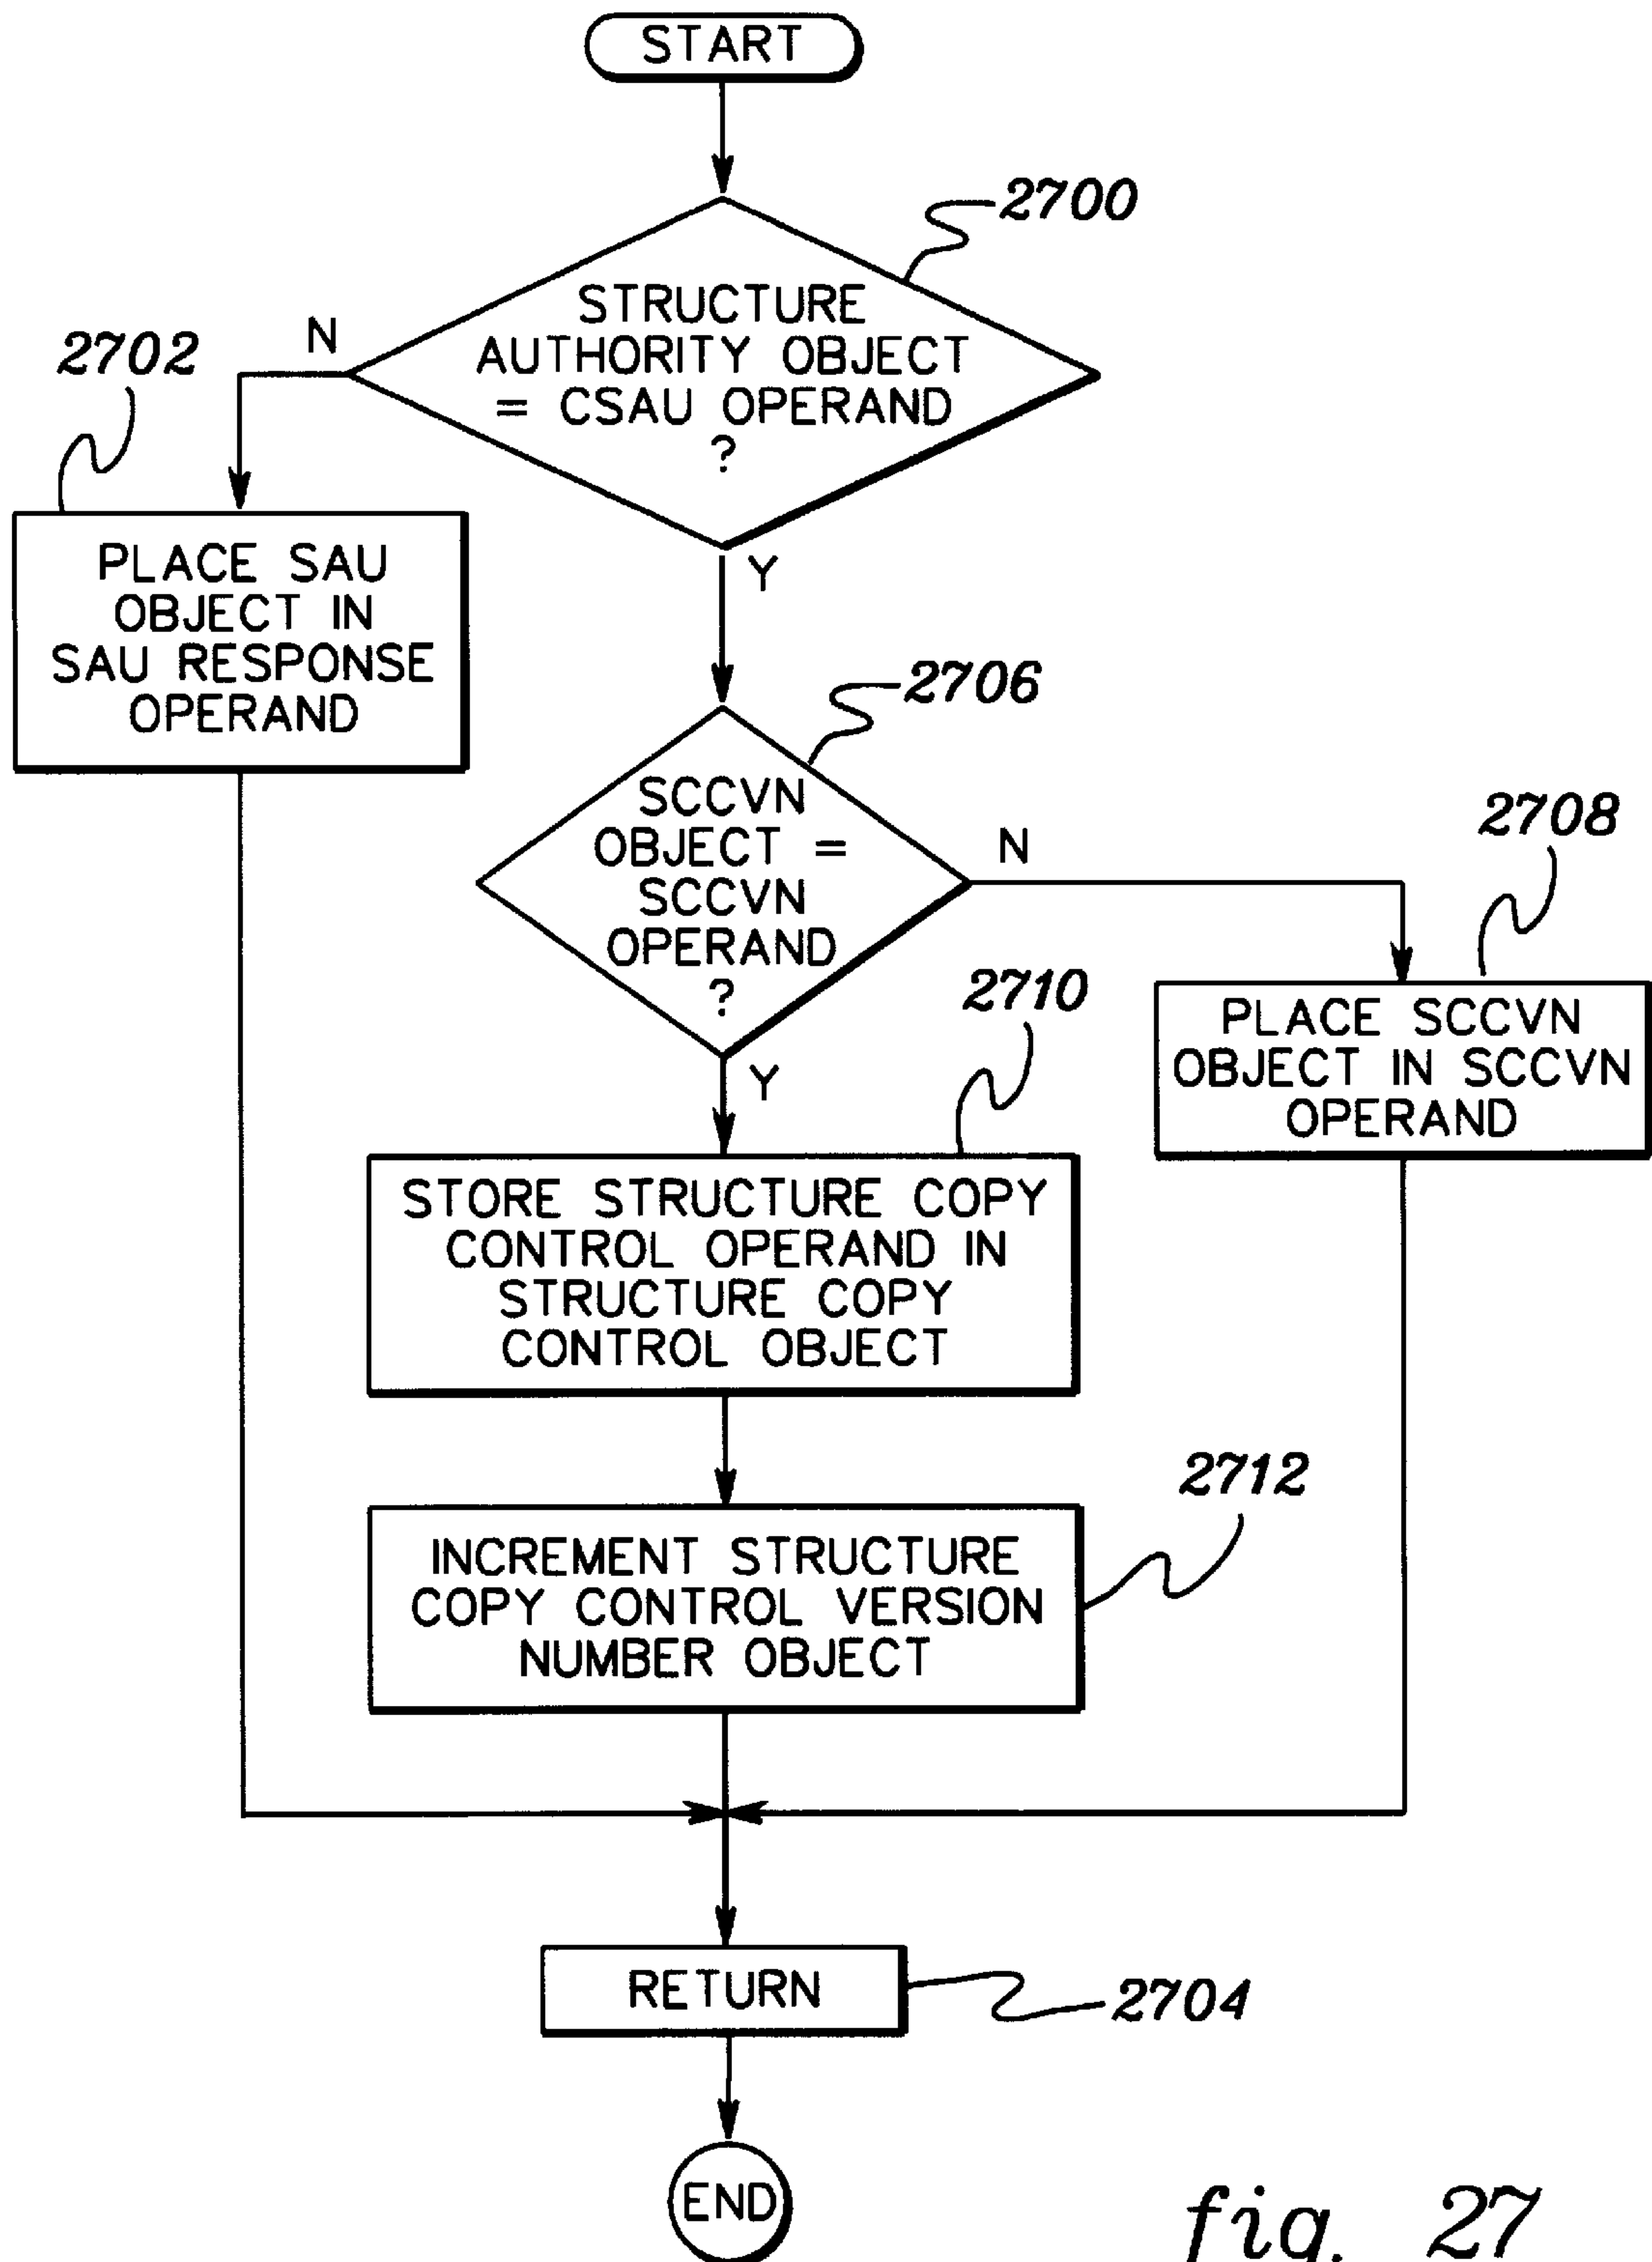 START
2700
STRUCTURE
AUTHORITY OBJECT
= CSAU OPERAND
?
N
2702
Y
PLACE SAU
OBJECT IN
SAU RESPONSE
OPERAND
2706
SCCVN
OBJECT =
SCCVN
OPERAND
?
N
2708
Y
2710
PLACE SCCVN
OBJECT IN SCCVN
OPERAND
STORE STRUCTURE COPY
CONTROL OPERAND IN
STRUCTURE COPY
CONTROL OBJECT
2712
INCREMENT STRUCTURE
COPY CONTROL VERSION
NUMBER OBJECT
RETURN
2704
END
fig. 27